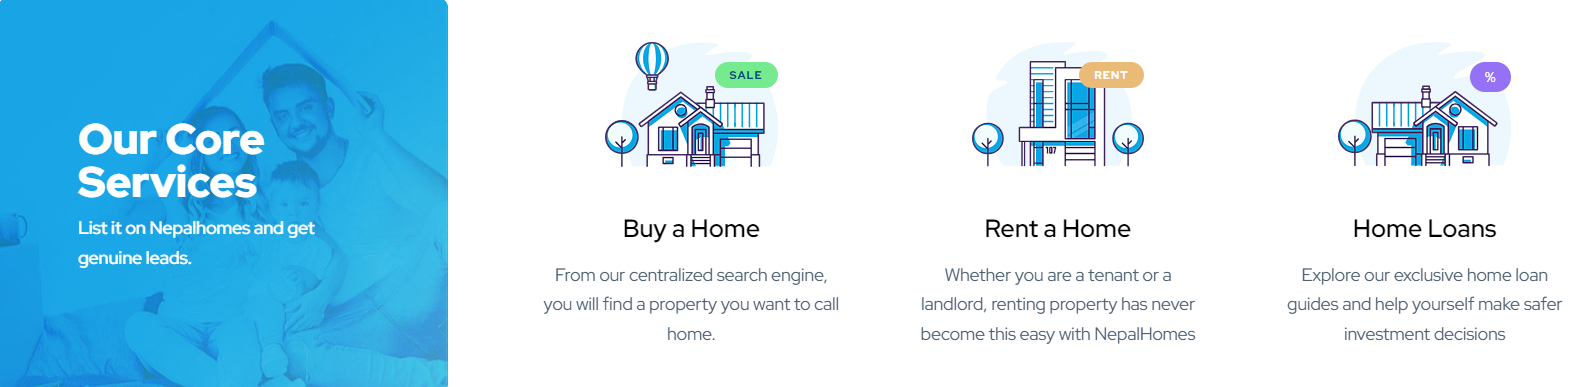 Our Core
Services
List it on Nepalhomes and get
genuine leads.
SALE
Buy a Home
From our centralized search engine,
you will find a property you want to call
home.
RENT
107
Rent a Home
Whether you are a tenant or a
landlord, renting property has never
become this easy with NepalHomes
%
Home Loans
Explore our exclusive home loan
guides and help yourself make safer
investment decisions